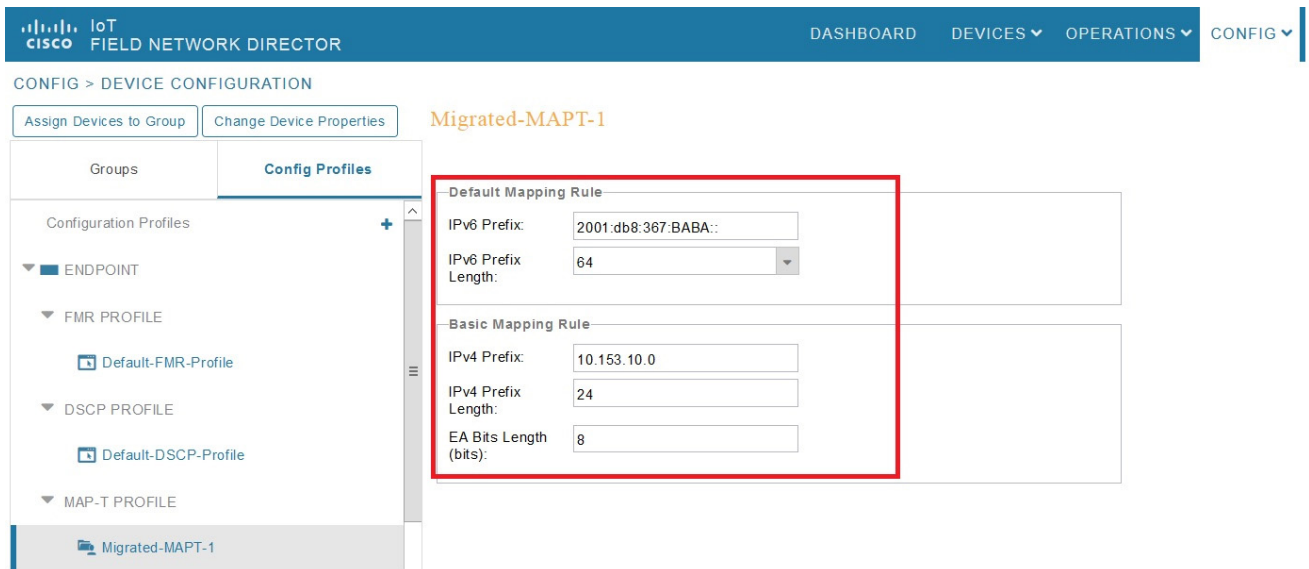 IoT
CISCO FIELD NETWORK DIRECTOR
DASHBOARD DEVICES OPERATIONS CONFIG
CONFIG > DEVICE CONFIGURATION
Assign Devices to Group Change Device Properties
Migrated-MAPT-1
Groups Config Profiles
Configuration Profiles +
ENDPOINT
FMR PROFILE
Default-FMR-Profile
DSCP PROFILE
Default-DSCP-Profile
MAP-T PROFILE
Migrated-MAPT-1
Default Mapping Rule
IPv6 Prefix: 2001:db8:367:BABA::
IPv6 Prefix
Length: 64
Basic Mapping Rule
IPv4 Prefix: 10.153.10.0
IPv4 Prefix
Length: 24
EA Bits Length
(bits): 8